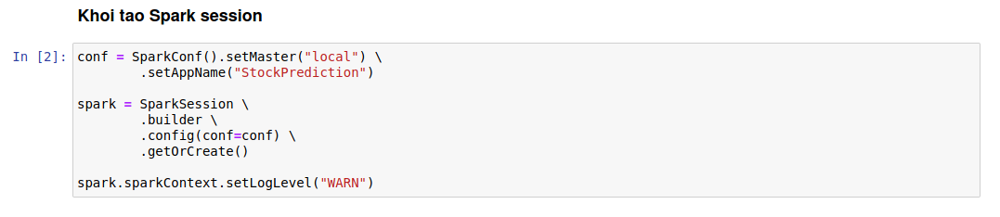 Khoi tao Spark session
In [2]:
conf = SparkConf().setMaster("local") \
        .setAppName("StockPrediction")
spark = SparkSession \
        .builder \
        .config(conf=conf) \
        .getOrCreate()
spark.sparkContext.setLogLevel("WARN")